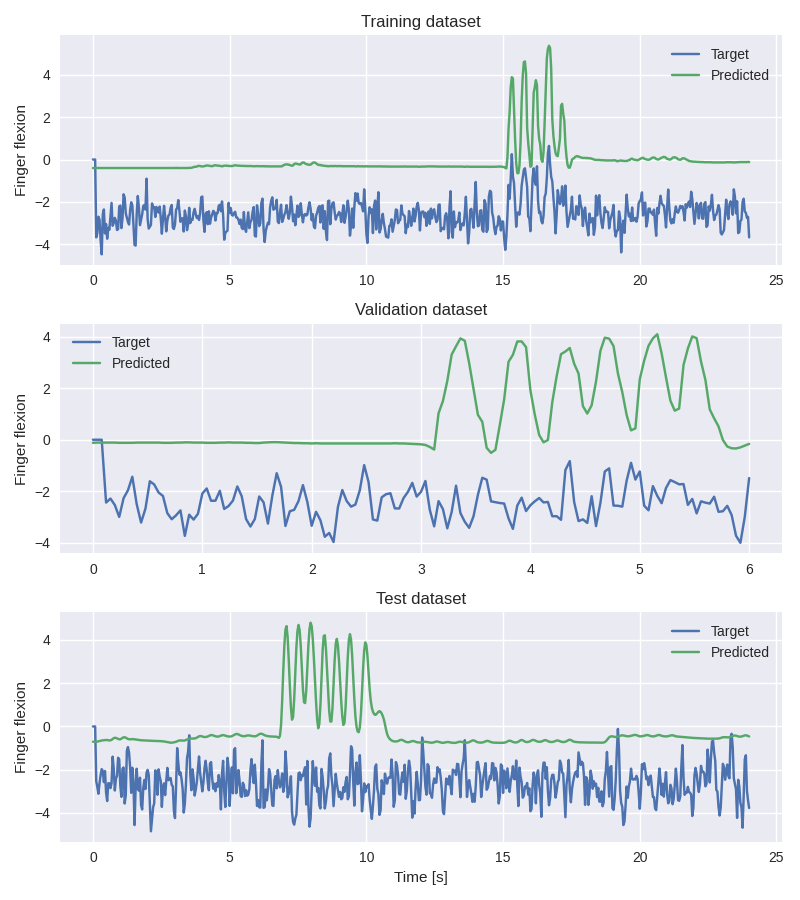 Training dataset
Target
Predicted
Finger flexion
4
2
0
−2
−4
0 5 10 15 20 25
Validation dataset
Target
Predicted
Finger flexion
4
2
0
−2
−4
0 1 2 3 4 5 6
Test dataset
Target
Predicted
Finger flexion
4
2
0
−2
−4
0 5 10 15 20 25
Time [s]